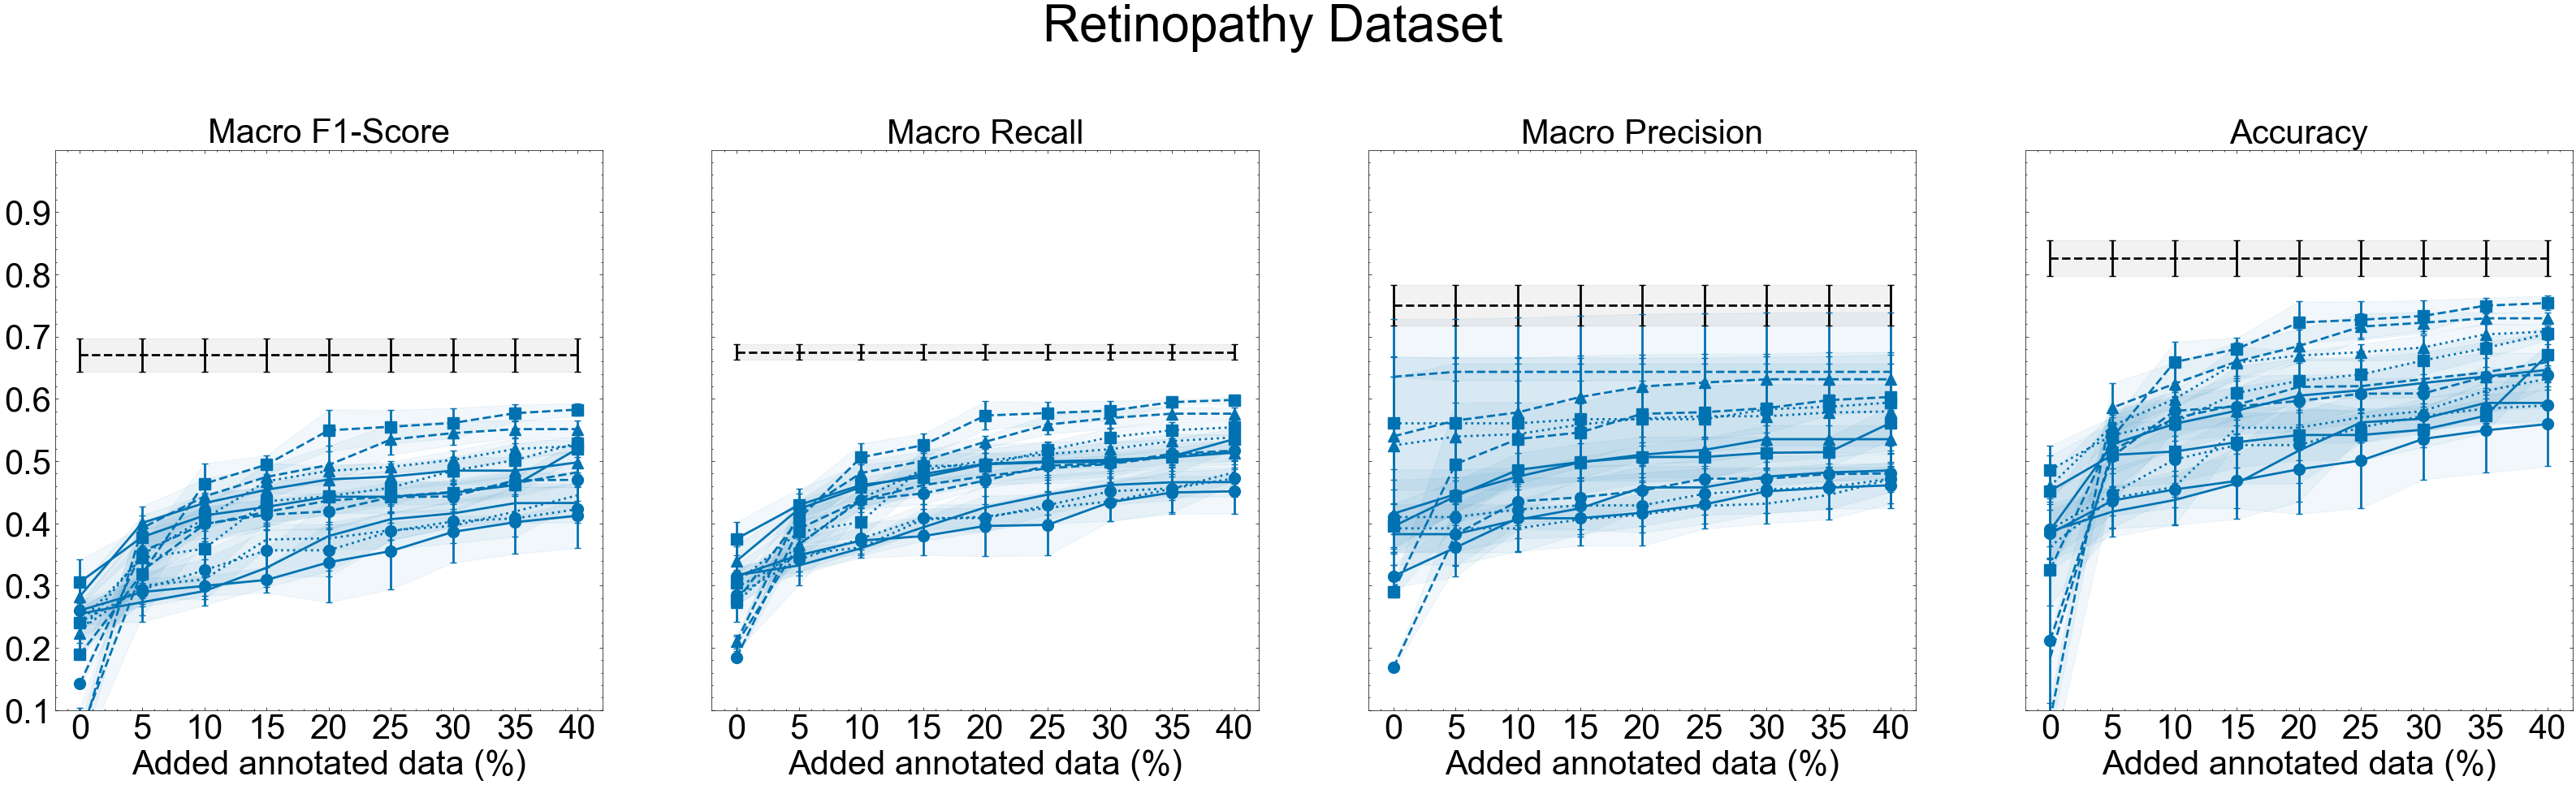 Retinopathy Dataset
Macro F1-Score
Macro Recall
Macro Precision
Accuracy
0.9
0.8
0.7
0.6
0.5
0.4
0.3
0.2
0.1
0 5 10 15 20 25 30 35 40
0 5 10 15 20 25 30 35 40
0 5 10 15 20 25 30 35 40
0 5 10 15 20 25 30 35 40
Added annotated data (%)
Added annotated data (%)
Added annotated data (%)
Added annotated data (%)